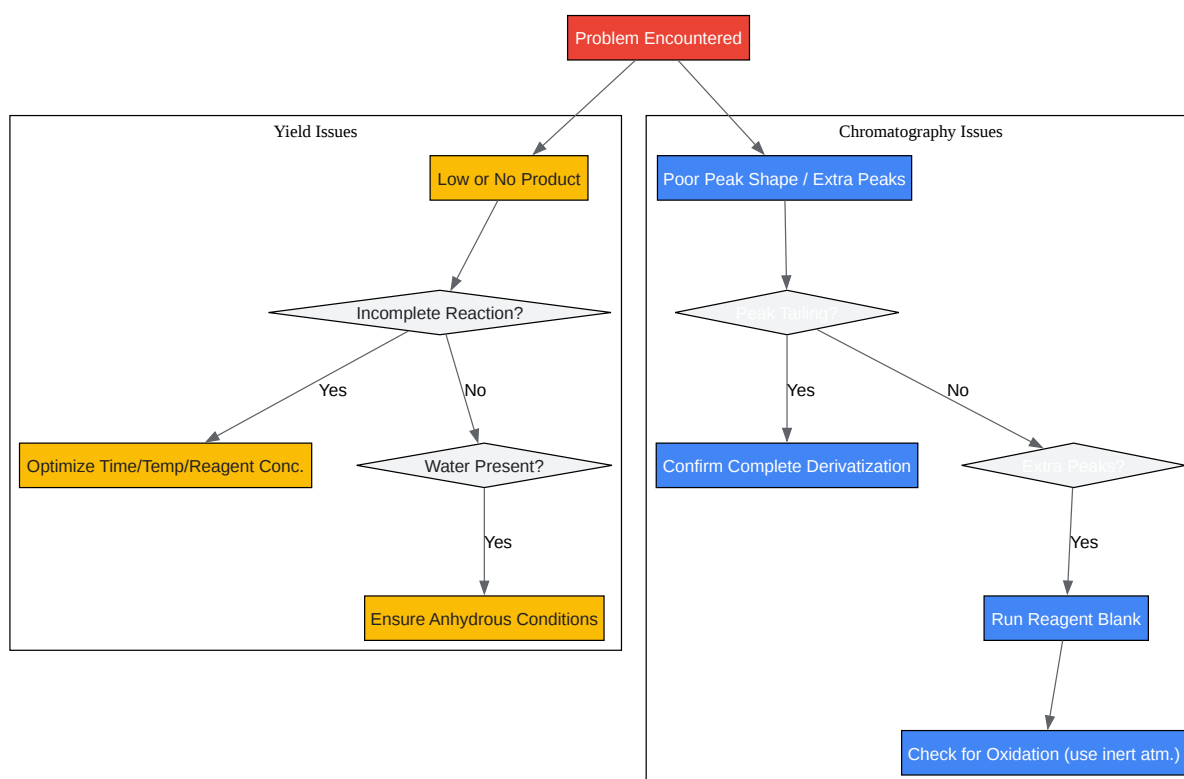 Problem Encountered
Yield Issues
Chromatography Issues
Low or No Product
Poor Peak Shape / Extra Peaks
Incomplete Reaction?
Peak Tailing?
Yes
No
Yes
No
Optimize Time/Temp/Reagent Conc.
Water Present?
Confirm Complete Derivatization
Extra Peaks?
Yes
Yes
Ensure Anhydrous Conditions
Run Reagent Blank
Check for Oxidation (use inert atm.)